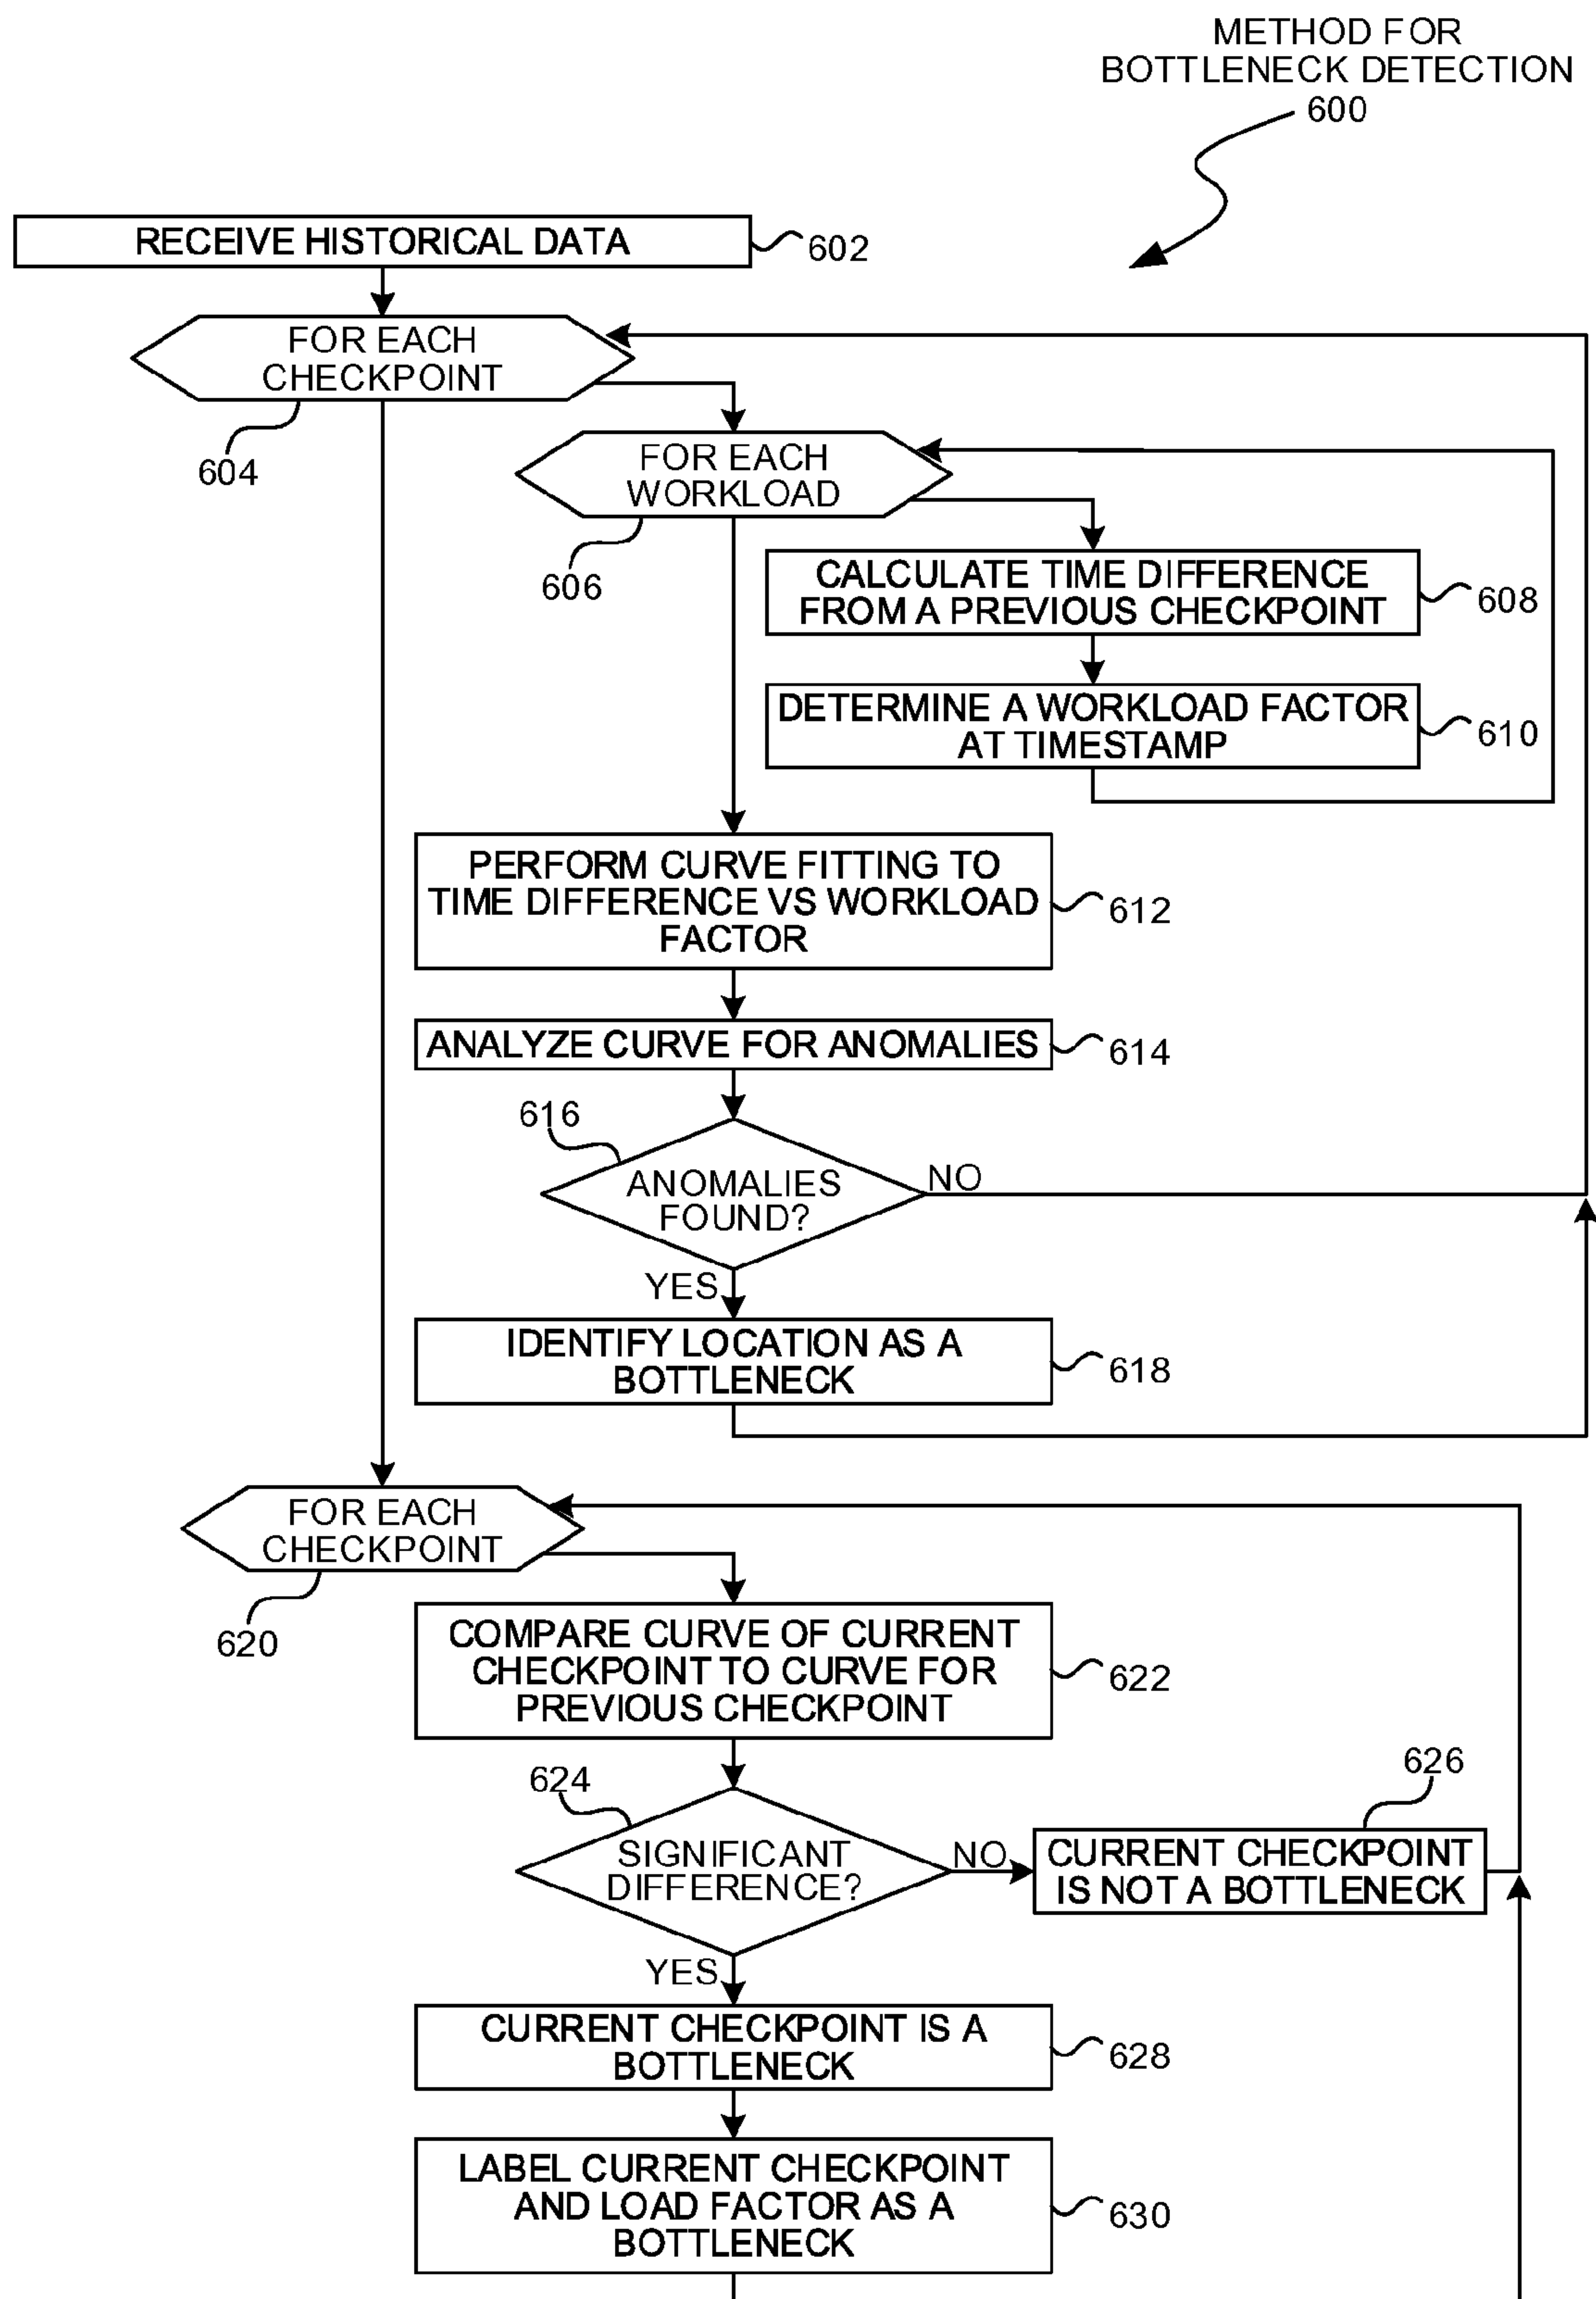 METHOD FOR
BOTTLENECK DETECTION
600
RECEIVE HISTORICAL DATA
602
FOR EACH
CHECKPOINT
604
FOR EACH
WORKLOAD
606
CALCULATE TIME DIFFERENCE
FROM A PREVIOUS CHECKPOINT
608
DETERMINE A WORKLOAD FACTOR
AT TIMESTAMP
610
PERFORM CURVE FITTING TO
TIME DIFFERENCE VS WORKLOAD
FACTOR
612
ANALYZE CURVE FOR ANOMALIES
614
616
ANOMALIES
FOUND?
NO
YES
IDENTIFY LOCATION AS A
BOTTLENECK
618
FOR EACH
CHECKPOINT
620
COMPARE CURVE OF CURRENT
CHECKPOINT TO CURVE FOR
PREVIOUS CHECKPOINT
622
624
SIGNIFICANT
DIFFERENCE?
NO
626
CURRENT CHECKPOINT
IS NOT A BOTTLENECK
YES
CURRENT CHECKPOINT IS A
BOTTLENECK
628
LABEL CURRENT CHECKPOINT
AND LOAD FACTOR AS A
BOTTLENECK
630